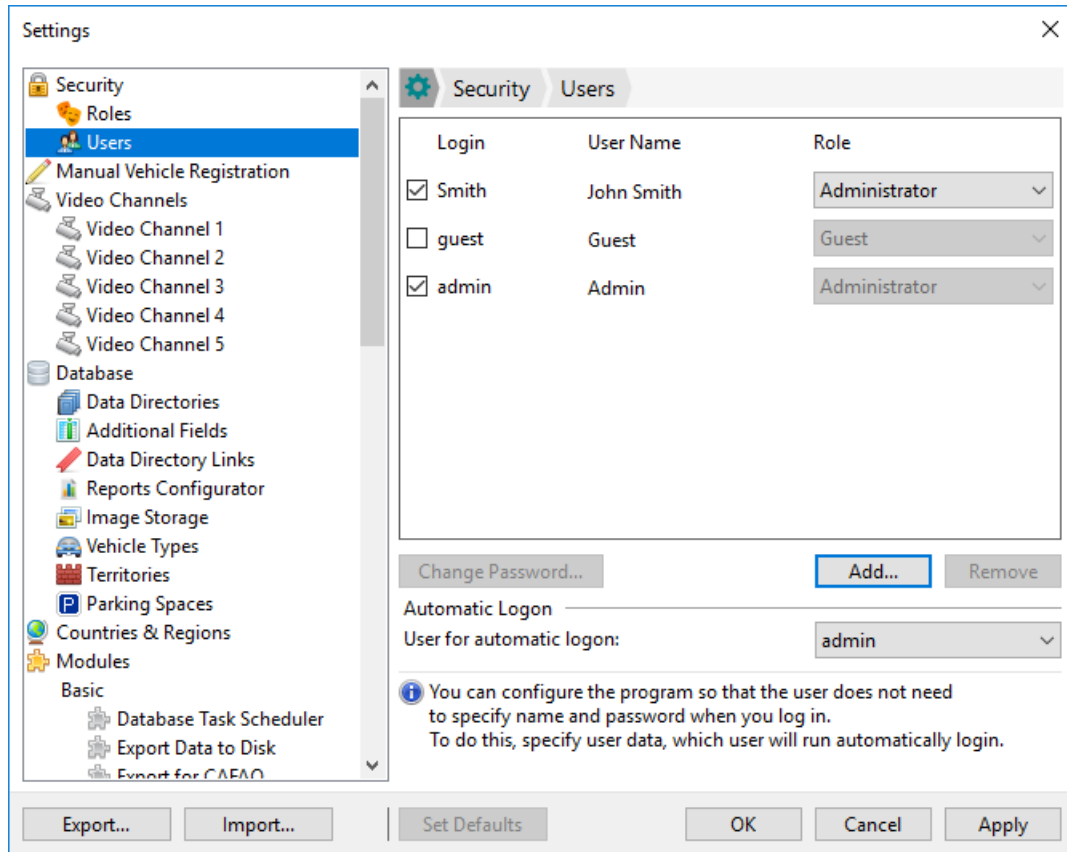 Settings
Security
Roles
Users
Manual Vehicle Registration
Video Channels
Video Channel 1
Video Channel 2
Video Channel 3
Video Channel 4
Video Channel 5
Database
Data Directories
Additional Fields
Data Directory Links
Reports Configurator
Image Storage
Vehicle Types
Territories
Parking Spaces
Countries & Regions
Modules
Basic
Database Task Scheduler
Export Data to Disk
Export for CAFAO
Security Users
Login User Name Role
Smith John Smith Administrator
guest Guest Guest
admin Admin Administrator
Change Password... Add... Remove
Automatic Logon
User for automatic logon: admin
You can configure the program so that the user does not need
to specify name and password when you log in.
To do this, specify user data, which user will run automatically login.
Export... Import... Set Defaults OK Cancel Apply